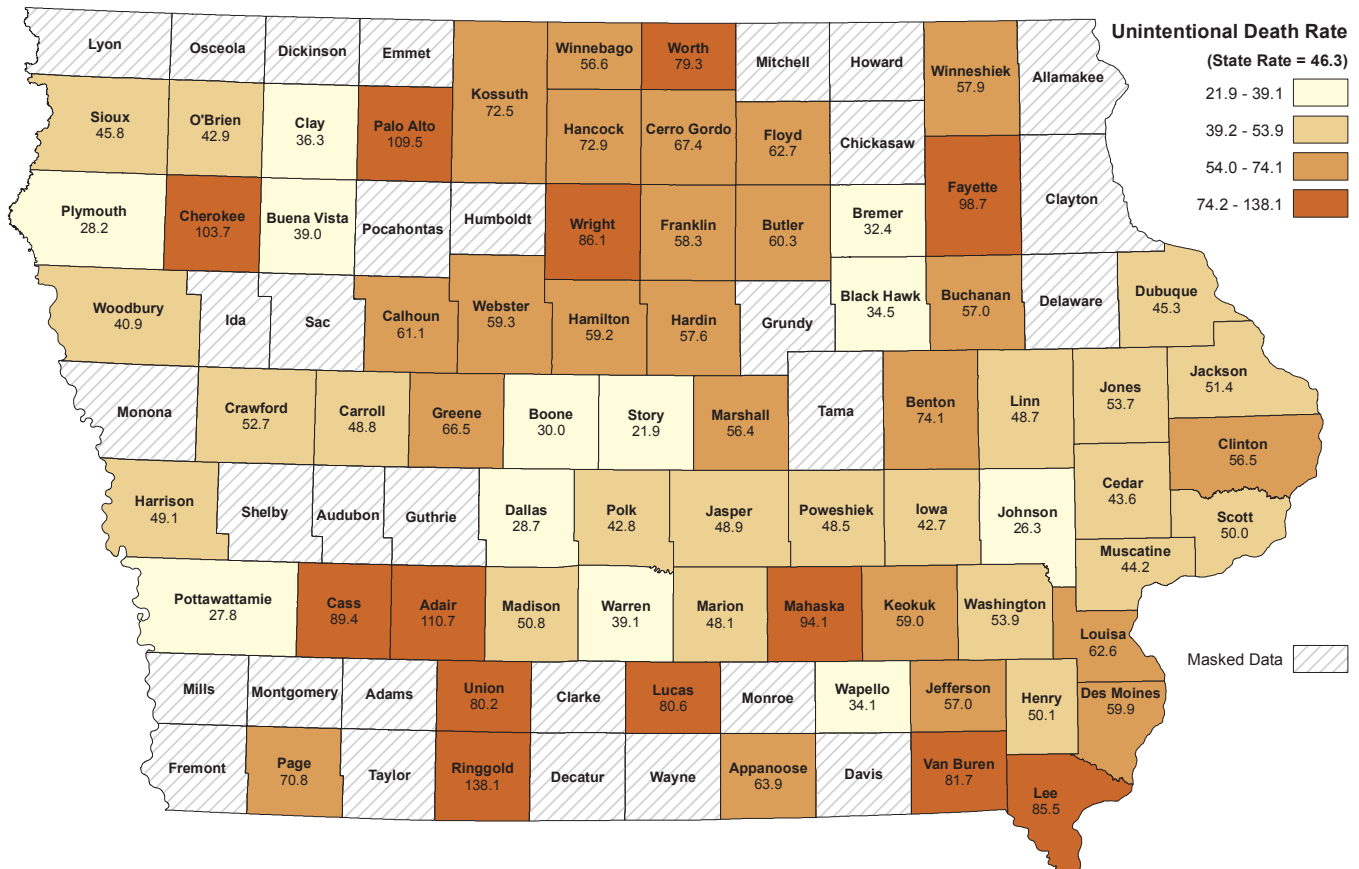 Unintentional Death Rate
(State Rate = 46.3)
21.9 - 39.1
39.2 - 53.9
54.0 - 74.1
74.2 - 138.1
Lyon
Osceola
Dickinson
Emmet
Kossuth
72.5
Winnebago
56.6
Worth
79.3
Mitchell
Howard
Winneshiek
57.9
Allamakee
Sioux
45.8
O'Brien
42.9
Clay
36.3
Palo Alto
109.5
Hancock
72.9
Cerro Gordo
67.4
Floyd
62.7
Chickasaw
Fayette
98.7
Clayton
Plymouth
28.2
Cherokee
103.7
Buena Vista
39.0
Pocahontas
Humboldt
Wright
86.1
Franklin
58.3
Butler
60.3
Bremer
32.4
Woodbury
40.9
Ida
Sac
Calhoun
61.1
Webster
59.3
Hamilton
59.2
Hardin
57.6
Grundy
Black Hawk
34.5
Buchanan
57.0
Delaware
Dubuque
45.3
Monona
Crawford
52.7
Carroll
48.8
Greene
66.5
Boone
30.0
Story
21.9
Marshall
56.4
Tama
Benton
74.1
Linn
48.7
Jones
53.7
Jackson
51.4
Clinton
56.5
Harrison
49.1
Shelby
Audubon
Guthrie
Dallas
28.7
Polk
42.8
Jasper
48.9
Poweshiek
48.5
Iowa
42.7
Johnson
26.3
Cedar
43.6
Scott
50.0
Muscatine
44.2
Pottawattamie
27.8
Cass
89.4
Adair
110.7
Madison
50.8
Warren
39.1
Marion
48.1
Mahaska
94.1
Keokuk
59.0
Washington
53.9
Louisa
62.6
Masked Data
Mills
Montgomery
Adams
Union
80.2
Clarke
Lucas
80.6
Monroe
Wapello
34.1
Jefferson
57.0
Henry
50.1
Des Moines
59.9
Fremont
Page
70.8
Taylor
Ringgold
138.1
Decatur
Wayne
Appanoose
63.9
Davis
Van Buren
81.7
Lee
85.5